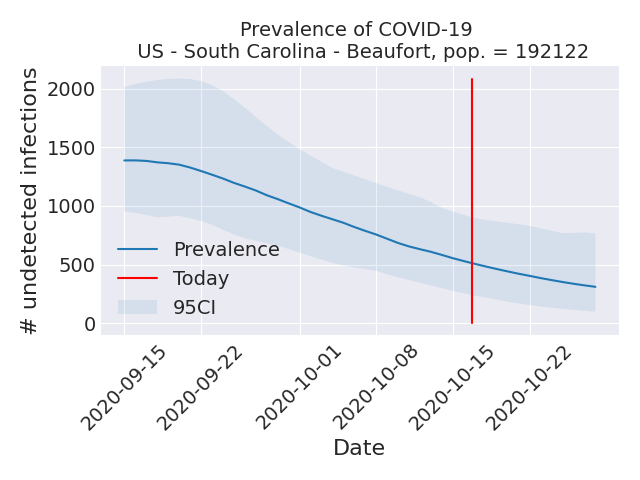 Prevalence of COVID-19
US - South Carolina - Beaufort, pop. = 192122
# undetected infections
2000
1500
1000
500
0
Prevalence
Today
95CI
2020-09-15
2020-09-22
2020-10-01
2020-10-08
2020-10-15
2020-10-22
Date